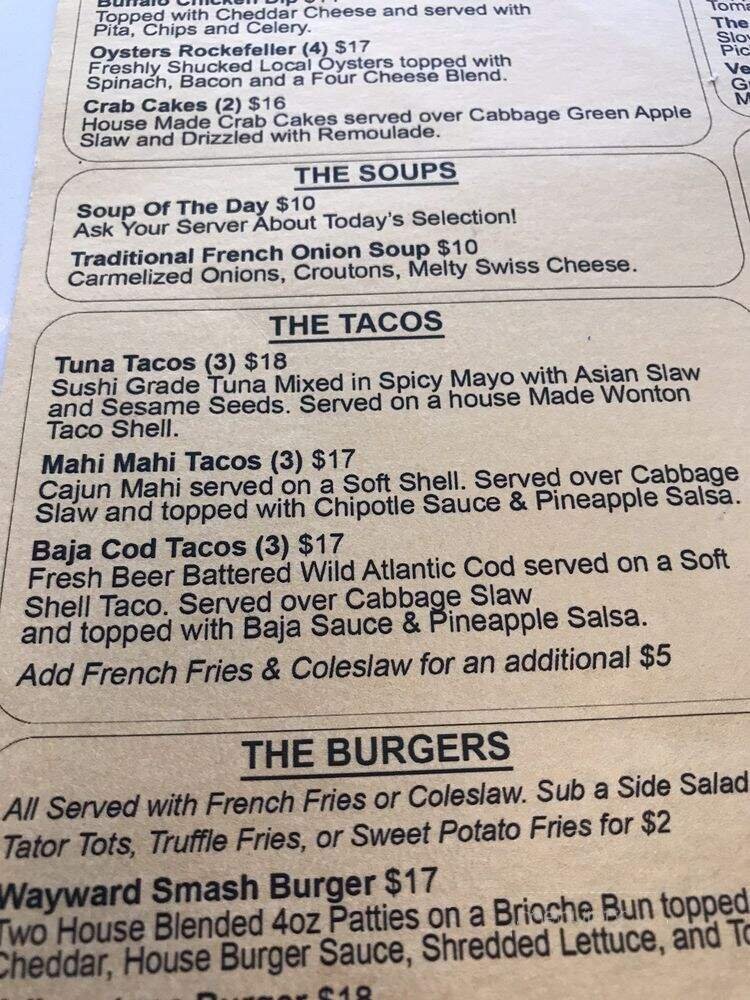 Buffalo Chicken Dip
Topped with Cheddar Cheese and served with
Pita, Chips and Celery.
Oysters Rockefeller (4) $17
Freshly Shucked Local Oysters topped with
Spinach, Bacon and a Four Cheese Blend.
Crab Cakes (2) $16
House Made Crab Cakes served over Cabbage Green Apple
Slaw and Drizzled with Remoulade.
THE SOUPS
Soup Of The Day $10
Ask Your Server About Today's Selection!
Traditional French Onion Soup $10
Carmelized Onions, Croutons, Melty Swiss Cheese.
THE TACOS
Tuna Tacos (3) $18
Sushi Grade Tuna Mixed in Spicy Mayo with Asian Slaw
and Sesame Seeds. Served on a house Made Wonton
Taco Shell.
Mahi Mahi Tacos (3) $17
Cajun Mahi served on a Soft Shell. Served over Cabbage
Slaw and topped with Chipotle Sauce & Pineapple Salsa.
Baja Cod Tacos (3) $17
Fresh Beer Battered Wild Atlantic Cod served on a Soft
Shell Taco. Served over Cabbage Slaw
and topped with Baja Sauce & Pineapple Salsa.
Add French Fries & Coleslaw for an additional $5
THE BURGERS
All Served with French Fries or Coleslaw. Sub a Side Salad
Tator Tots, Truffle Fries, or Sweet Potato Fries for $2
Wayward Smash Burger $17
Two House Blended 4oz Patties on a Brioche Bun topped
Cheddar, House Burger Sauce, Shredded Lettuce, and
Burger $18
The